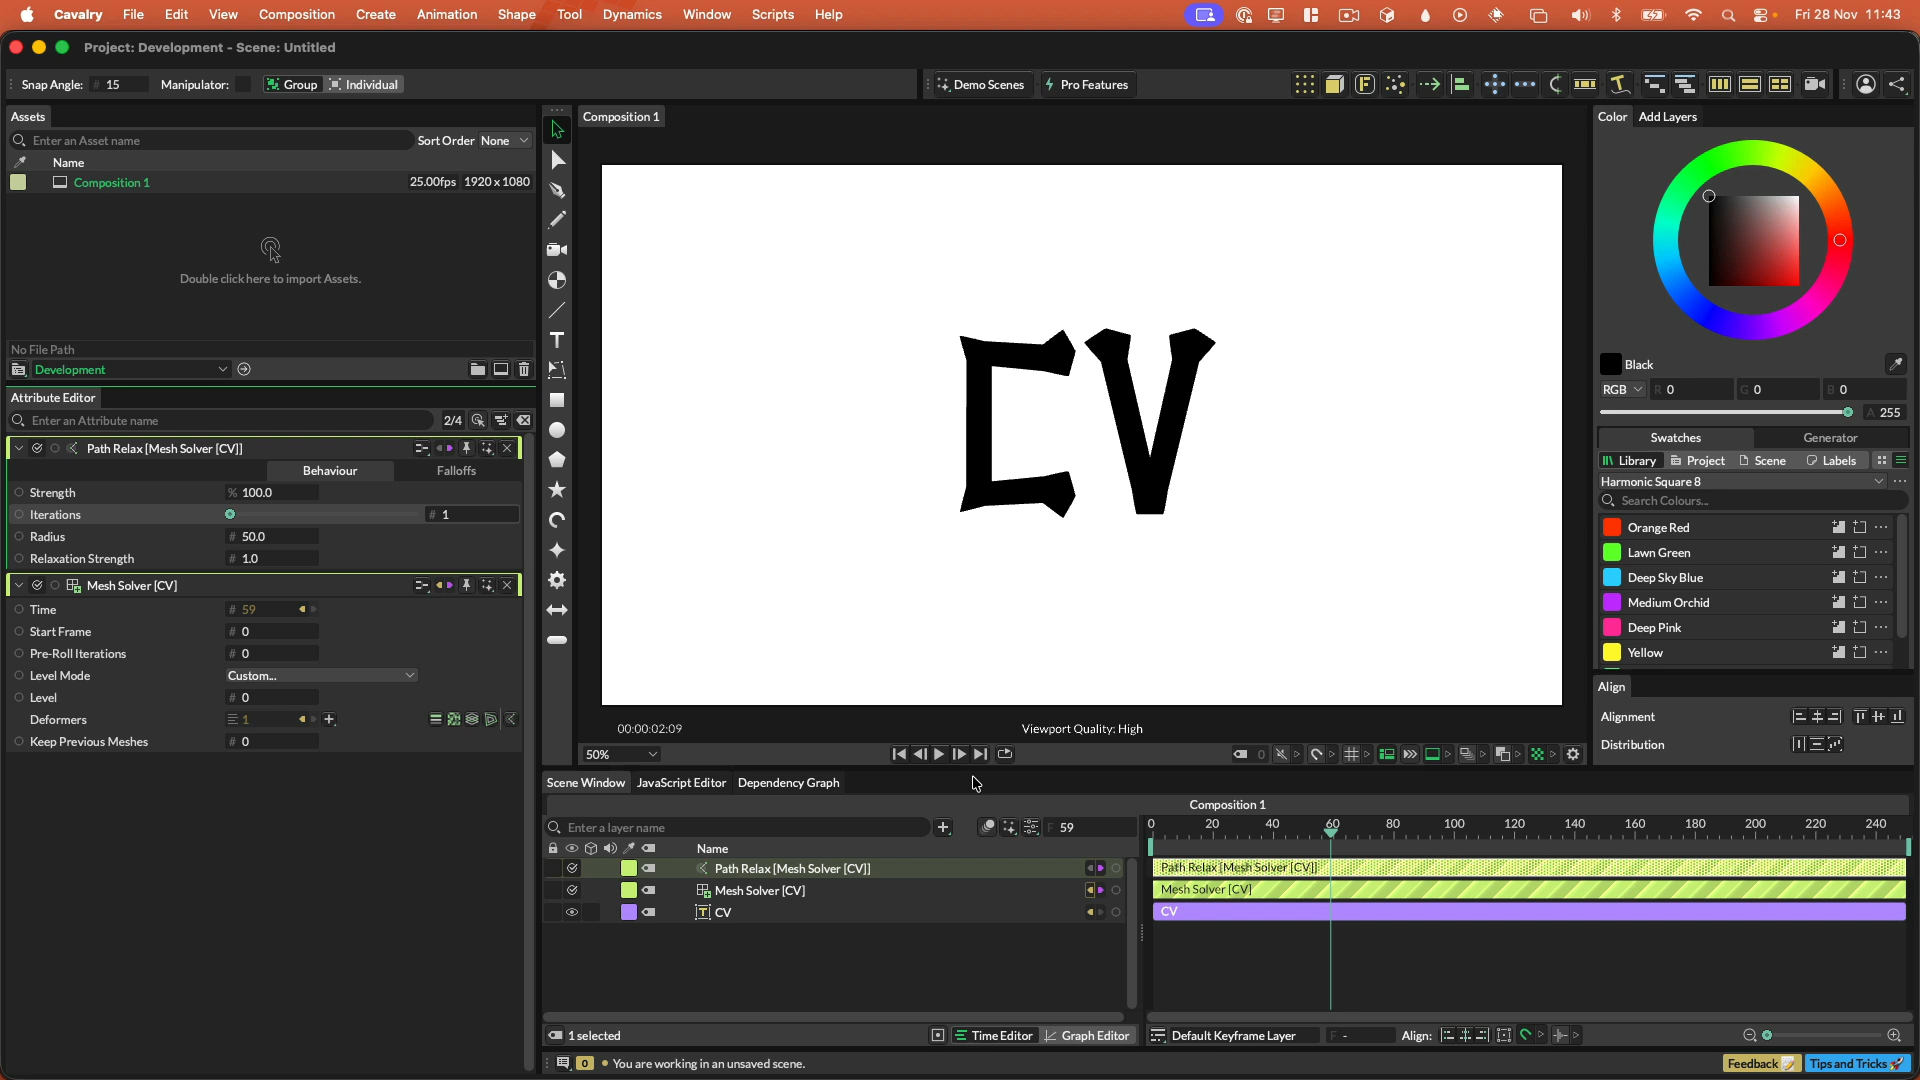 Cavalry File Edit View Composition Create Animation Shape Tool Dynamics Window Scripts Help Fri 28 Nov 11:43
Project: Development - Scene: Untitled
Snap Angle: # 15 Manipulator: Group Individual Demo Scenes Pro Features
Assets
Enter an Asset name Sort Order None
Name
Composition 1 25.00fps 1920 x 1080
Double click here to import Assets.
No File Path
Development
Attribute Editor
Enter an Attribute name 2/4
Path Relax [Mesh Solver [CV]]
Behaviour Falloffs
Strength % 100.0
Iterations # 1
Radius # 50.0
Relaxation Strength # 1.0
Mesh Solver [CV]
Time # 59
Start Frame # 0
Pre-Roll Iterations # 0
Level Mode Custom...
Level # 0
Deformers 1
Keep Previous Meshes # 0
Composition 1
CV
00:00:02:09 Viewport Quality: High
50% 0
Scene Window JavaScript Editor Dependency Graph
Composition 1
Enter a layer name F 59
0 20 40 60 80 100 120 140 160 180 200 220 240
Name
Path Relax [Mesh Solver [CV]] Path Relax [Mesh Solver [CV]]
Mesh Solver [CV] Mesh Solver [CV]
CV CV
1 selected Time Editor Graph Editor Default Keyframe Layer F - Align:
0 You are working in an unsaved scene. Feedback Tips and Tricks
Color Add Layers
Black
RGB R 0 G 0 B 0
A 255
Swatches Generator
Library Project Scene Labels
Harmonic Square 8
Search Colours...
Orange Red
Lawn Green
Deep Sky Blue
Medium Orchid
Deep Pink
Yellow
Align
Alignment
Distribution